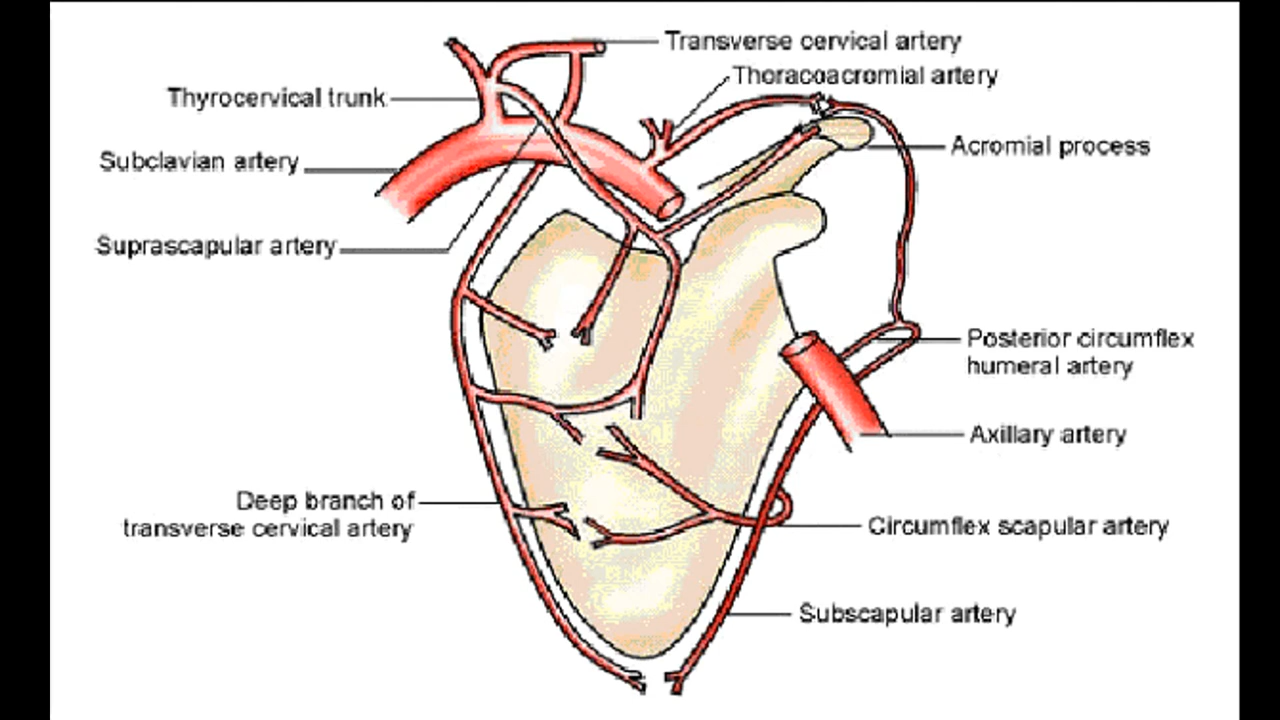 Transverse cervical artery
Thoracoacromial artery
Thyrocervical trunk
Acromial process
Subclavian artery
Suprascapular artery
Posterior circumflex
humeral artery
Axillary artery
Deep branch of
transverse cervical artery
Circumflex scapular artery
Subscapular artery